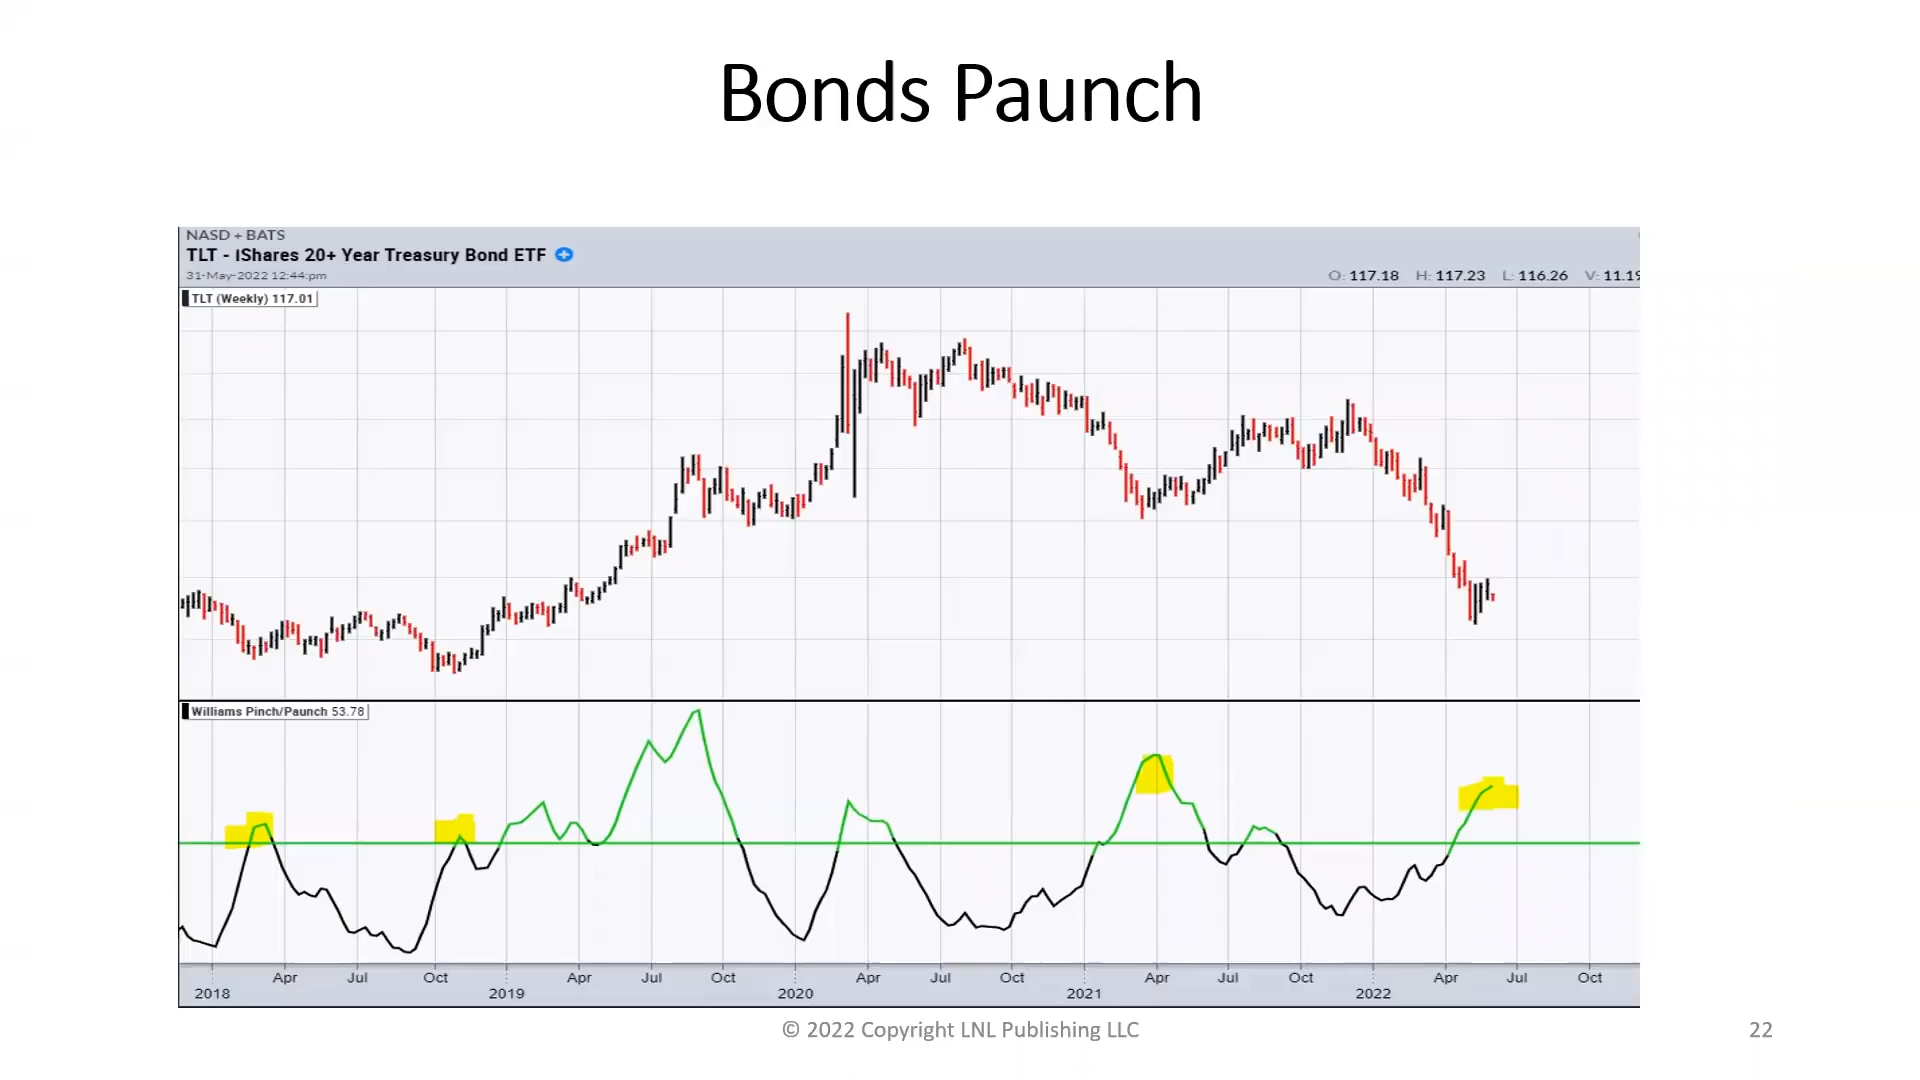 Bonds Paunch
NASD + BATS
TLT - iShares 20+ Year Treasury Bond ETF
31-May-2022 12:44:pm
O: 117.18 H: 117.23 L: 116.26 V: 11.19
TLT (Weekly) 117.01
Williams Pinch/Paunch 53.78
Apr Jul Oct Apr Jul Oct Apr Jul Oct Apr Jul Oct Apr Jul Oct
2018 2019 2020 2021 2022
© 2022 Copyright LNL Publishing LLC
22